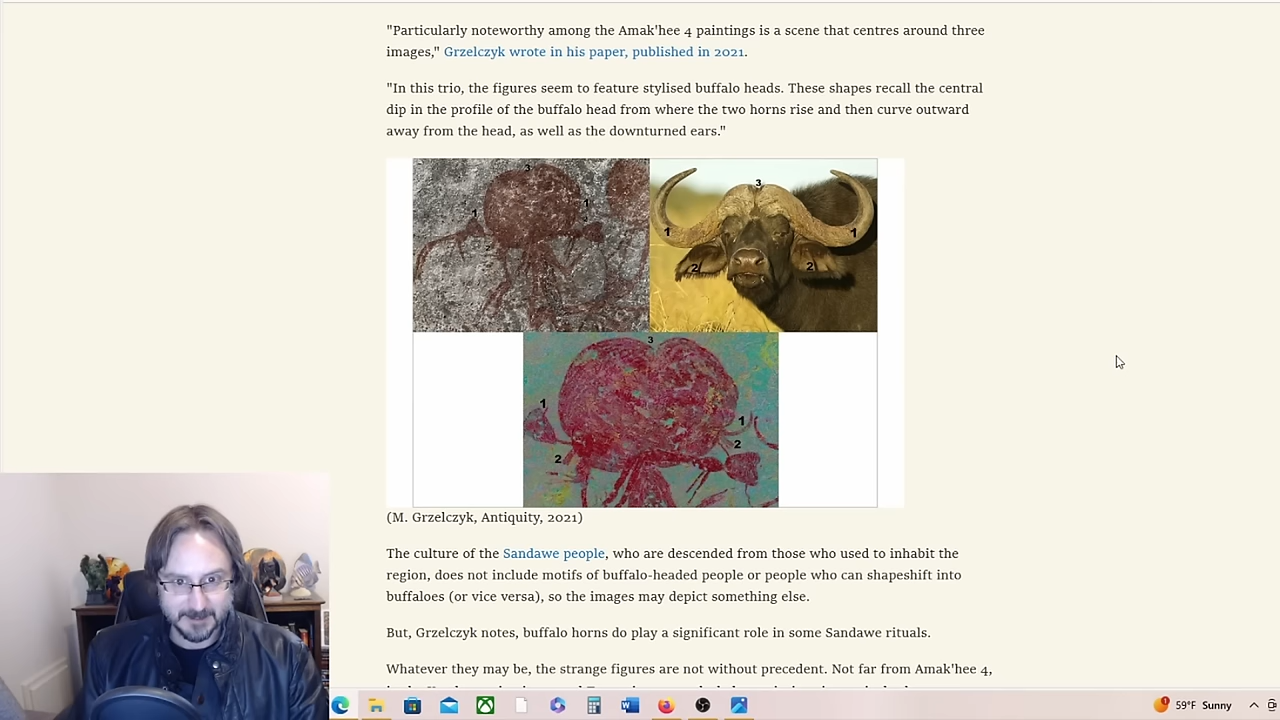 "Particularly noteworthy among the Amak'hee 4 paintings is a scene that centres around three
images," Grzelczyk wrote in his paper, published in 2021.
"In this trio, the figures seem to feature stylised buffalo heads. These shapes recall the central
dip in the profile of the buffalo head from where the two horns rise and then curve outward
away from the head, as well as the downturned ears."
3
1
1
2
3
1
1
2
2
3
1
1
2
2
(M. Grzelczyk, Antiquity, 2021)
The culture of the Sandawe people, who are descended from those who used to inhabit the
region, does not include motifs of buffalo-headed people or people who can shapeshift into
buffaloes (or vice versa), so the images may depict something else.
But, Grzelczyk notes, buffalo horns do play a significant role in some Sandawe rituals.
Whatever they may be, the strange figures are not without precedent. Not far from Amak'hee 4,
1
59°F Sunny